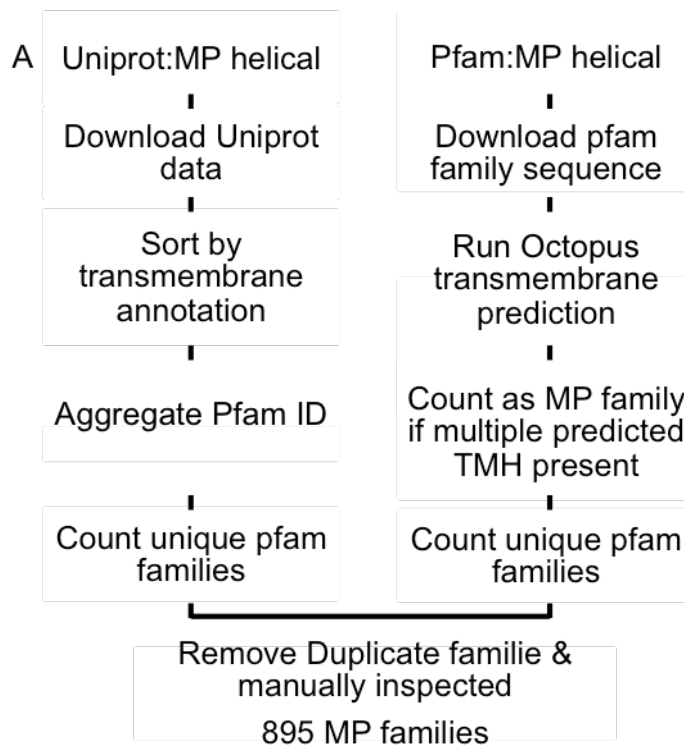 A
Uniprot:MP helical
Download Uniprot
data
Sort by
transmembrane
annotation
Aggregate Pfam ID
Count unique pfam
families
Pfam:MP helical
Download pfam
family sequence
Run Octopus
transmembrane
prediction
Count as MP family
if multiple predicted
TMH present
Count unique pfam
families
Remove Duplicate familie &
manually inspected
895 MP families